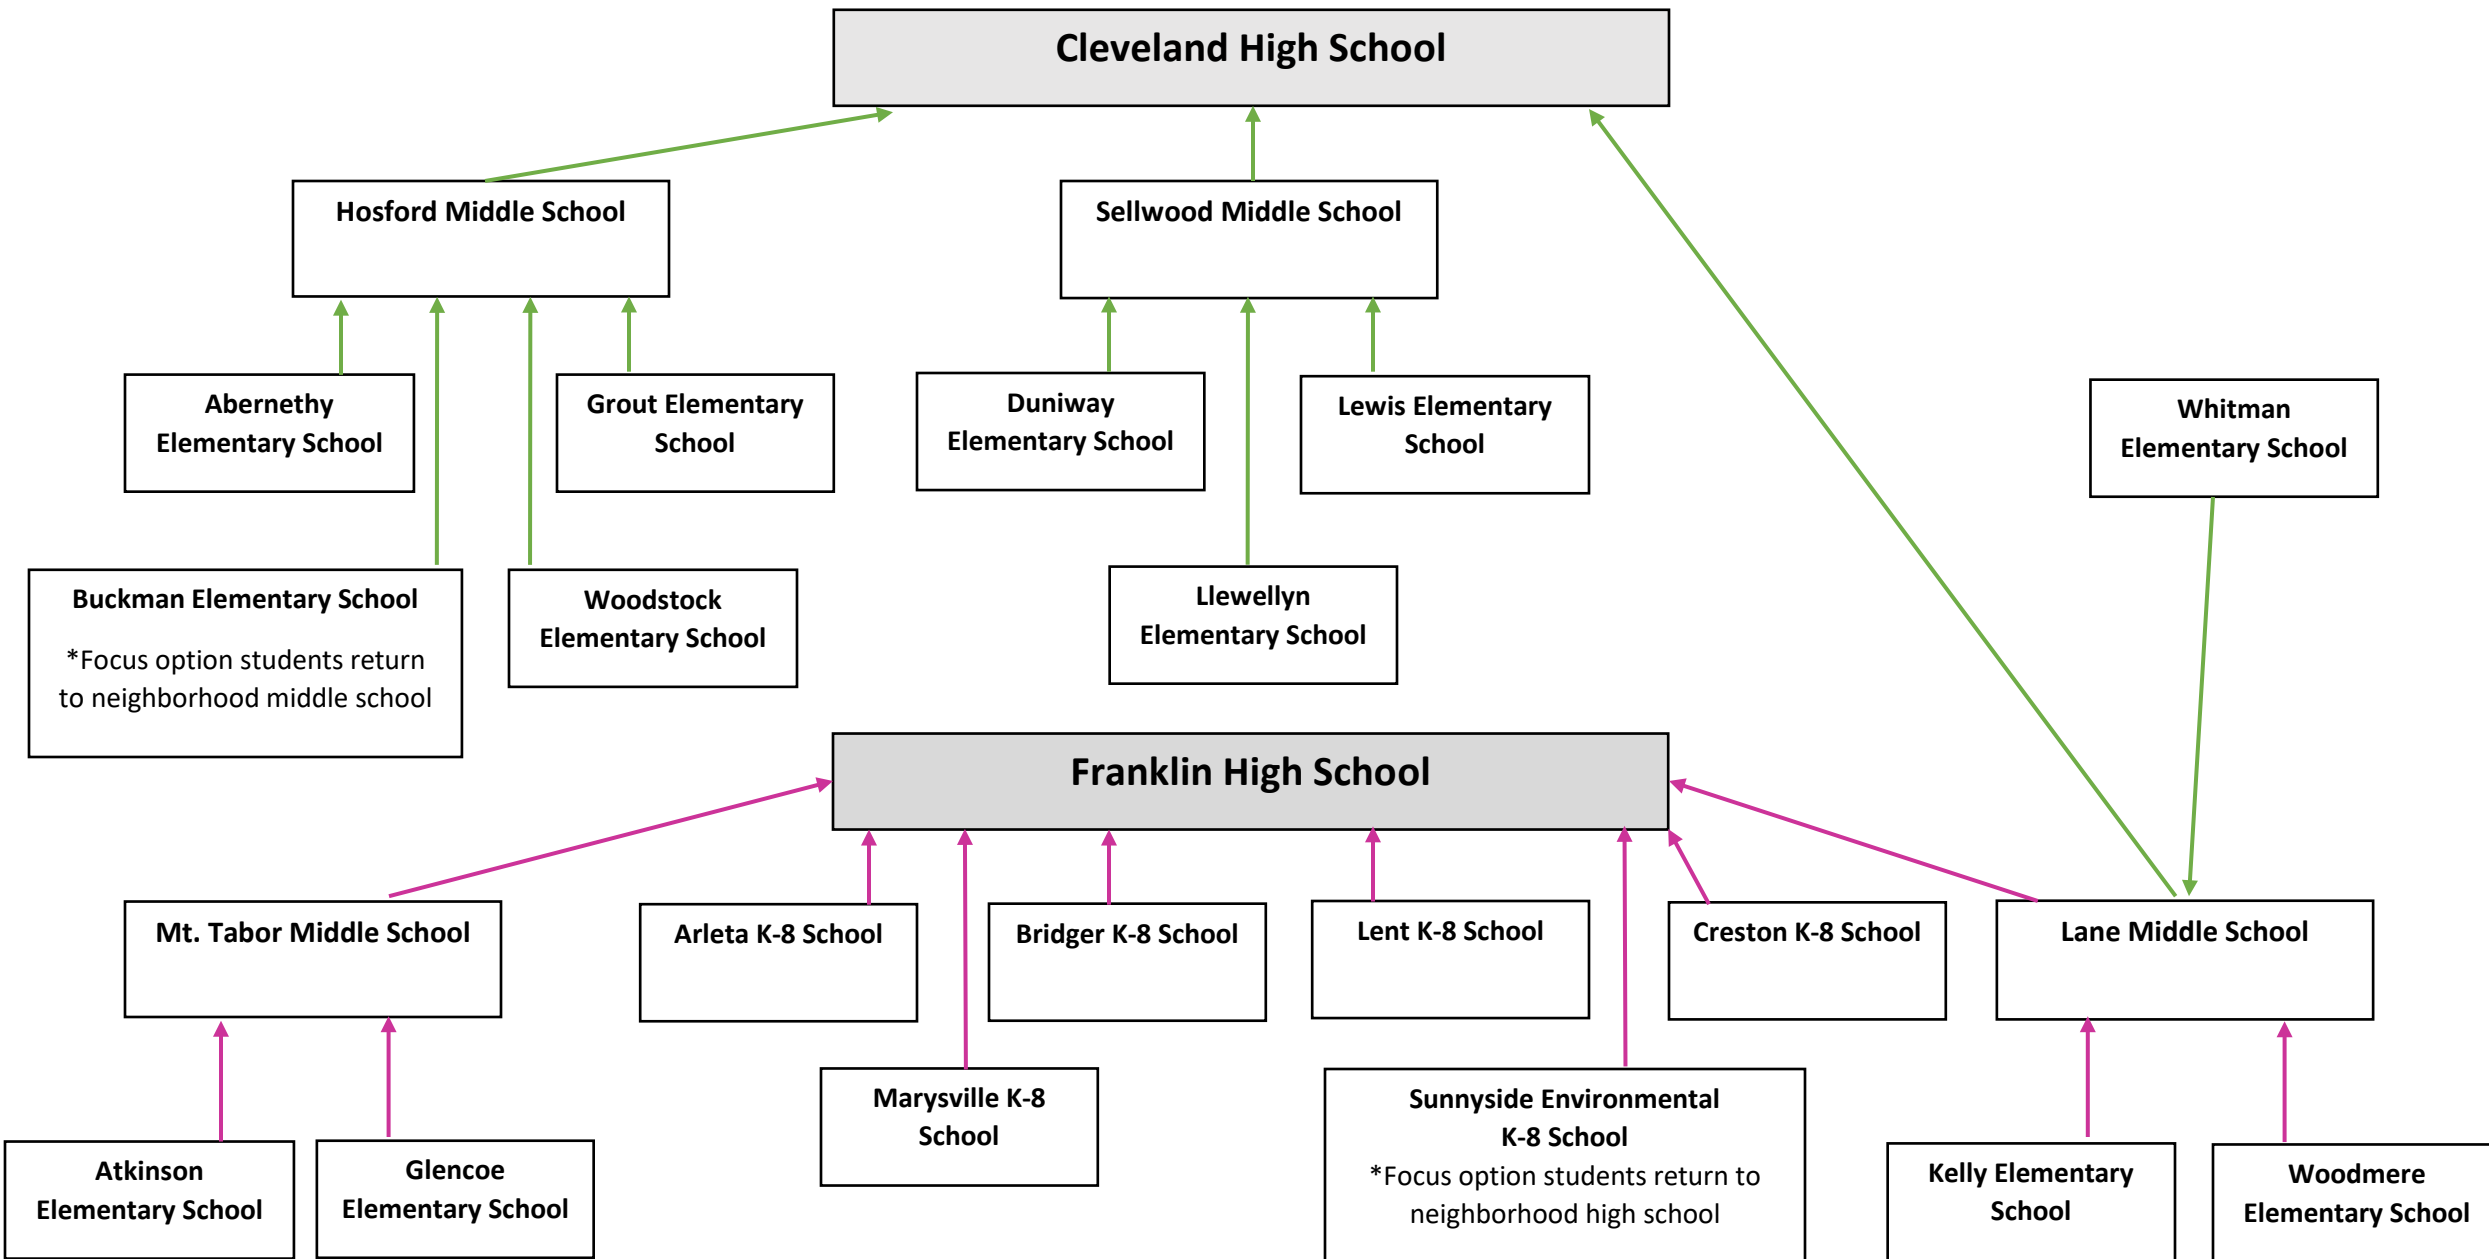 Cleveland High School
Hosford Middle School
Sellwood Middle School
Abernethy
Elementary School
Grout Elementary
School
Duniway
Elementary School
Lewis Elementary
School
Whitman
Elementary School
Buckman Elementary School
*Focus option students return
to neighborhood middle school
Woodstock
Elementary School
Llewellyn
Elementary School
Franklin High School
Mt. Tabor Middle School
Arleta K-8 School
Bridger K-8 School
Lent K-8 School
Creston K-8 School
Lane Middle School
Marysville K-8
School
Sunnyside Environmental
K-8 School
*Focus option students return to
neighborhood high school
Atkinson
Elementary School
Glencoe
Elementary School
Kelly Elementary
School
Woodmere
Elementary School